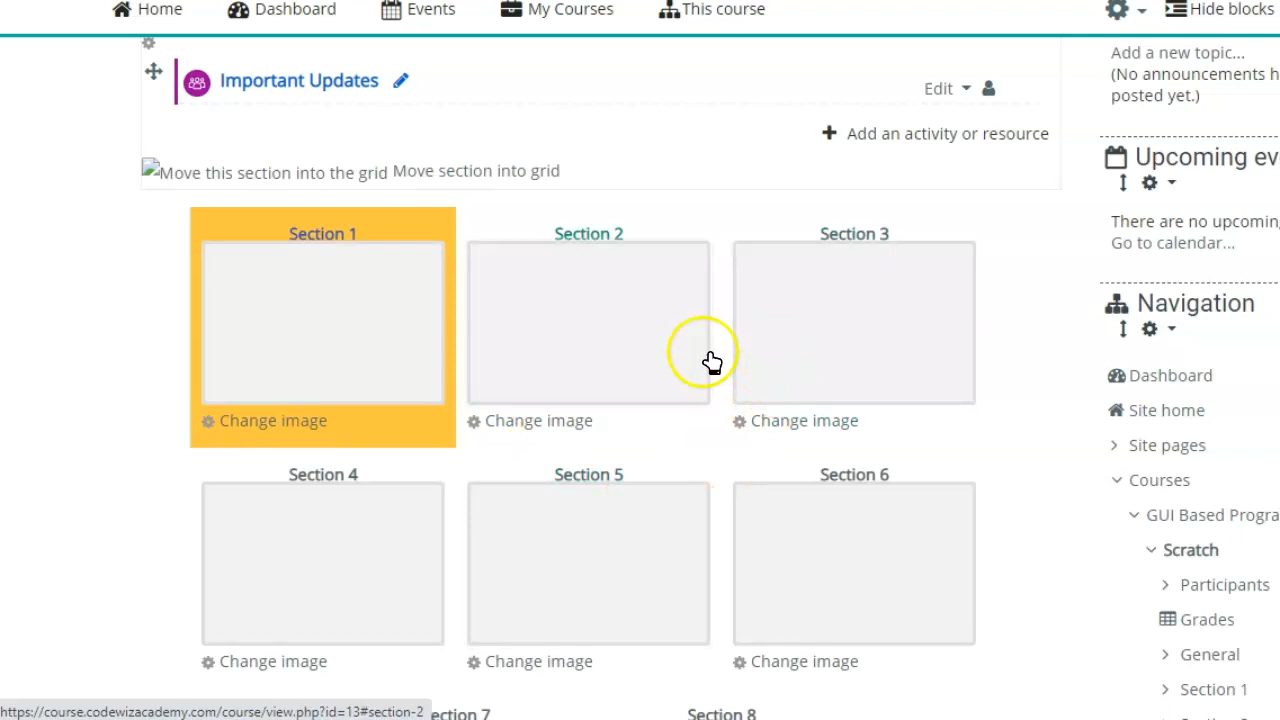 Home Dashboard Events My Courses This course Hide blocks
Important Updates
Edit
Add an activity or resource
Move this section into the grid Move section into grid
Section 1 Section 2 Section 3
Change image Change image Change image
Section 4 Section 5 Section 6
Change image Change image Change image
ection 7 Section 8
https://course.codewizacademy.com/course/view.php?id=13#section-2
Add a new topic...
(No announcements h
posted yet.)
Upcoming ev
There are no upcoming
Go to calendar...
Navigation
Dashboard
Site home
Site pages
Courses
GUI Based Progra
Scratch
Participants
Grades
General
Section 1